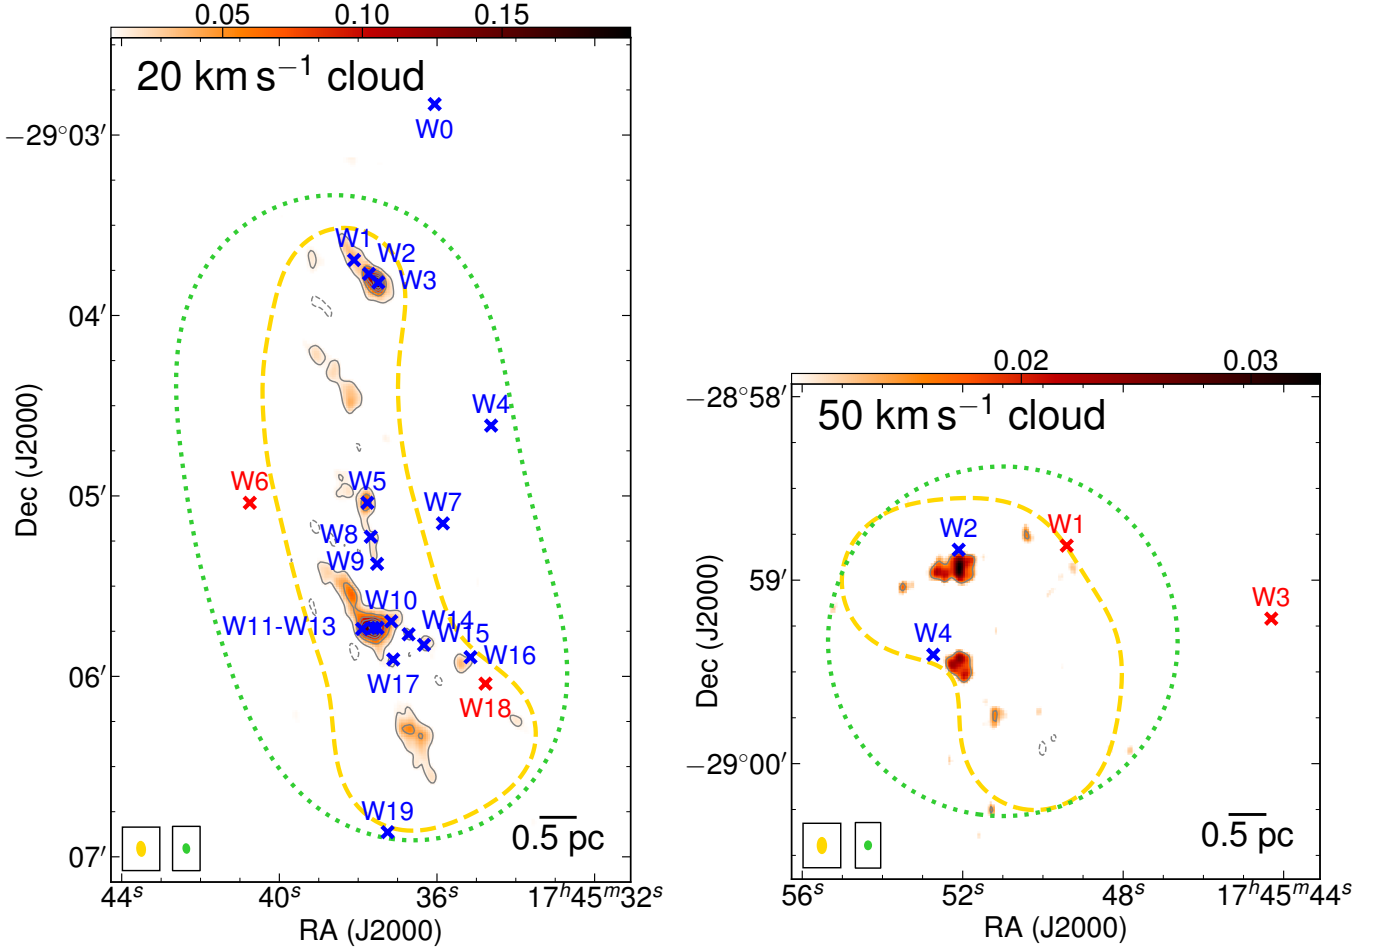 0.05 0.10 0.15
20 km s⁻¹ cloud
W0
−29°03′
W1
W2
W3
04′
W4
W5
05′
W6
W7
W8
W9
W10
W11-W13
W14
W15
W16
06′
W17
W18
W19
0.5 pc
07′
44ˢ 40ˢ 36ˢ 17ʰ45ᵐ32ˢ
RA (J2000)
Dec (J2000)
0.02 0.03
−28°58′
50 km s⁻¹ cloud
W2
W1
59′
W3
W4
−29°00′
0.5 pc
56ˢ 52ˢ 48ˢ 17ʰ45ᵐ44ˢ
RA (J2000)
Dec (J2000)